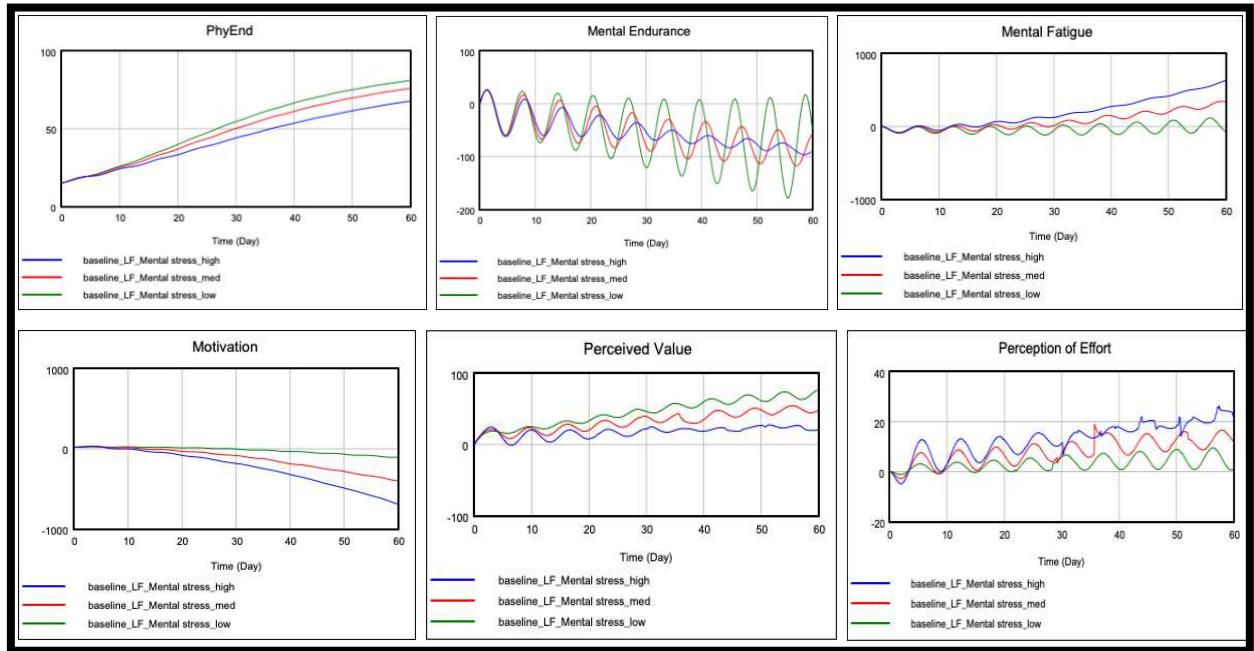 PhyEnd
100
50
0
0 10 20 30 40 50 60
Time (Day)
baseline_LF_Mental stress_high
baseline_LF_Mental stress_med
baseline_LF_Mental stress_low
Mental Endurance
100
0
-100
-200
0 10 20 30 40 50 60
Time (Day)
baseline_LF_Mental stress_high
baseline_LF_Mental stress_med
baseline_LF_Mental stress_low
Mental Fatigue
1000
0
-1000
0 10 20 30 40 50 60
Time (Day)
baseline_LF_Mental stress_high
baseline_LF_Mental stress_med
baseline_LF_Mental stress_low
Motivation
1000
0
-1000
0 10 20 30 40 50 60
Time (Day)
baseline_LF_Mental stress_high
baseline_LF_Mental stress_med
baseline_LF_Mental stress_low
Perceived Value
100
0
-100
0 10 20 30 40 50 60
Time (Day)
baseline_LF_Mental stress_high
baseline_LF_Mental stress_med
baseline_LF_Mental stress_low
Perception of Effort
40
20
0
-20
0 10 20 30 40 50 60
Time (Day)
baseline_LF_Mental stress_high
baseline_LF_Mental stress_med
baseline_LF_Mental stress_low